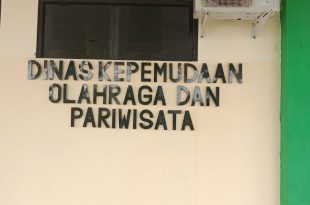 DINAS KEPEMUDAAN
OLAHRAGA DAN
PARIWISATA